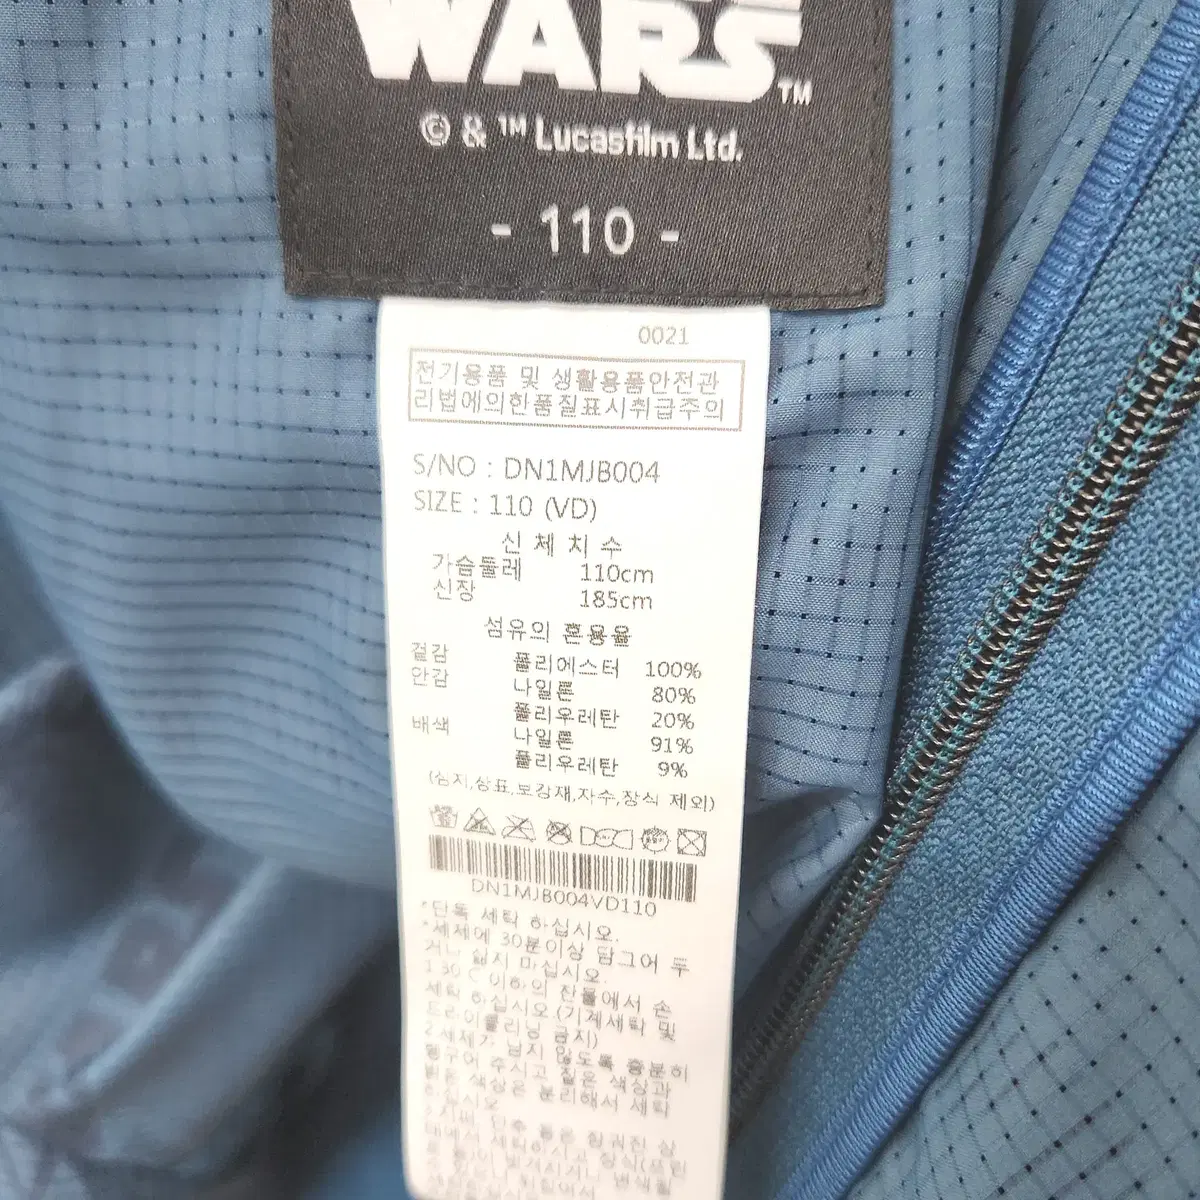 WARS™
© & ™ Lucasfilm Ltd.
- 110 -
0021
전기용품 및 생활용품안전관
리법에의한품질표시취급주의
S/NO : DN1MJB004
SIZE : 110 (VD)
신 체 치 수
가슴둘레 110cm
신장 185cm
섬유의 혼용율
겉감 폴리에스터 100%
안감 나일론 80%
폴리우레탄 20%
배색 나일론 91%
폴리우레탄 9%
(심지,상표,보강재,자수,장식 제외)
DN1MJB004VD110
*단독 세탁 하십시오.
*세제에 30분이상 담그어 두
거나 삶지 마십시오.
1.30℃ 이하의 찬물에서 손
세탁 하십시오 (기계세탁 및
드라이클리닝 금지)
2.세제가 남지 않도록 충분히
헹구어 주시고 짙은 색상과
밝은 색상은 분리해서 세탁
하십시오